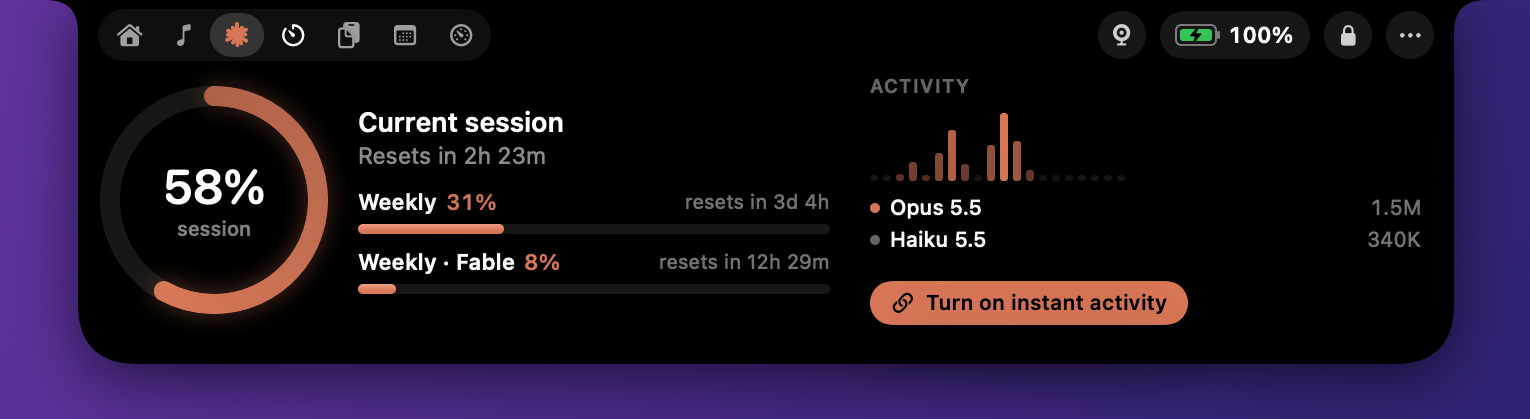 100%
58%
session
Current session
Resets in 2h 23m
Weekly 31% resets in 3d 4h
Weekly · Fable 8% resets in 12h 29m
ACTIVITY
Opus 5.5 1.5M
Haiku 5.5 340K
Turn on instant activity